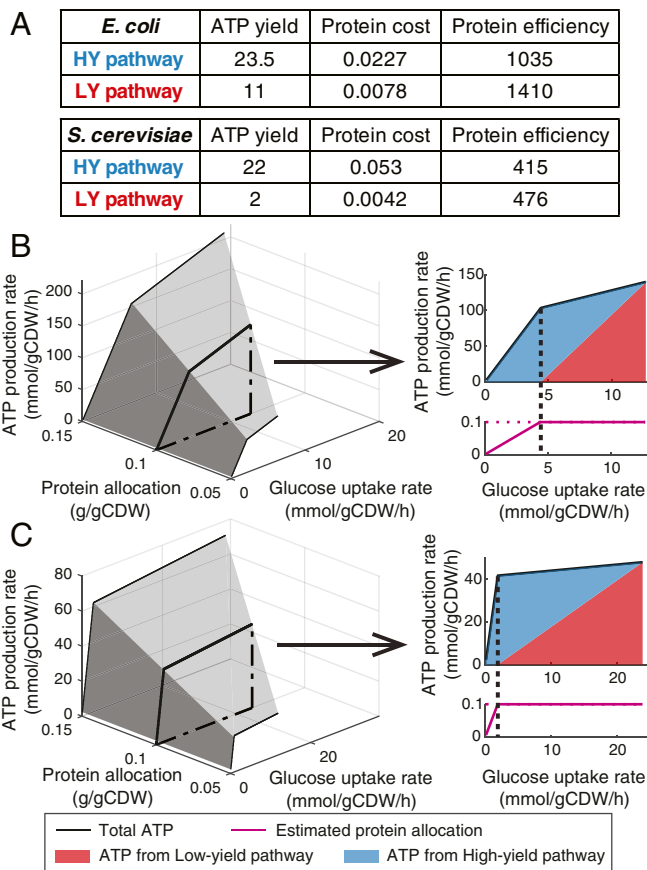 A
E. coli ATP yield Protein cost Protein efficiency
HY pathway 23.5 0.0227 1035
LY pathway 11 0.0078 1410
S. cerevisiae ATP yield Protein cost Protein efficiency
HY pathway 22 0.053 415
LY pathway 2 0.0042 476
B
ATP production rate
(mmol/gCDW/h)
200
150
100
50
0
0.15
0.1
0.05
Protein allocation
(g/gCDW)
0
10
20
Glucose uptake rate
(mmol/gCDW/h)
ATP production rate
(mmol/gCDW/h)
150
100
50
0
0 5 10
0.1
0
0 5 10
Glucose uptake rate
(mmol/gCDW/h)
C
ATP production rate
(mmol/gCDW/h)
80
60
40
20
0
0.15
0.1
0.05
Protein allocation
(g/gCDW)
0
20
Glucose uptake rate
(mmol/gCDW/h)
ATP production rate
(mmol/gCDW/h)
40
20
0
0 10 20
0.1
0
0 10 20
Glucose uptake rate
(mmol/gCDW/h)
Total ATP Estimated protein allocation
ATP from Low-yield pathway ATP from High-yield pathway